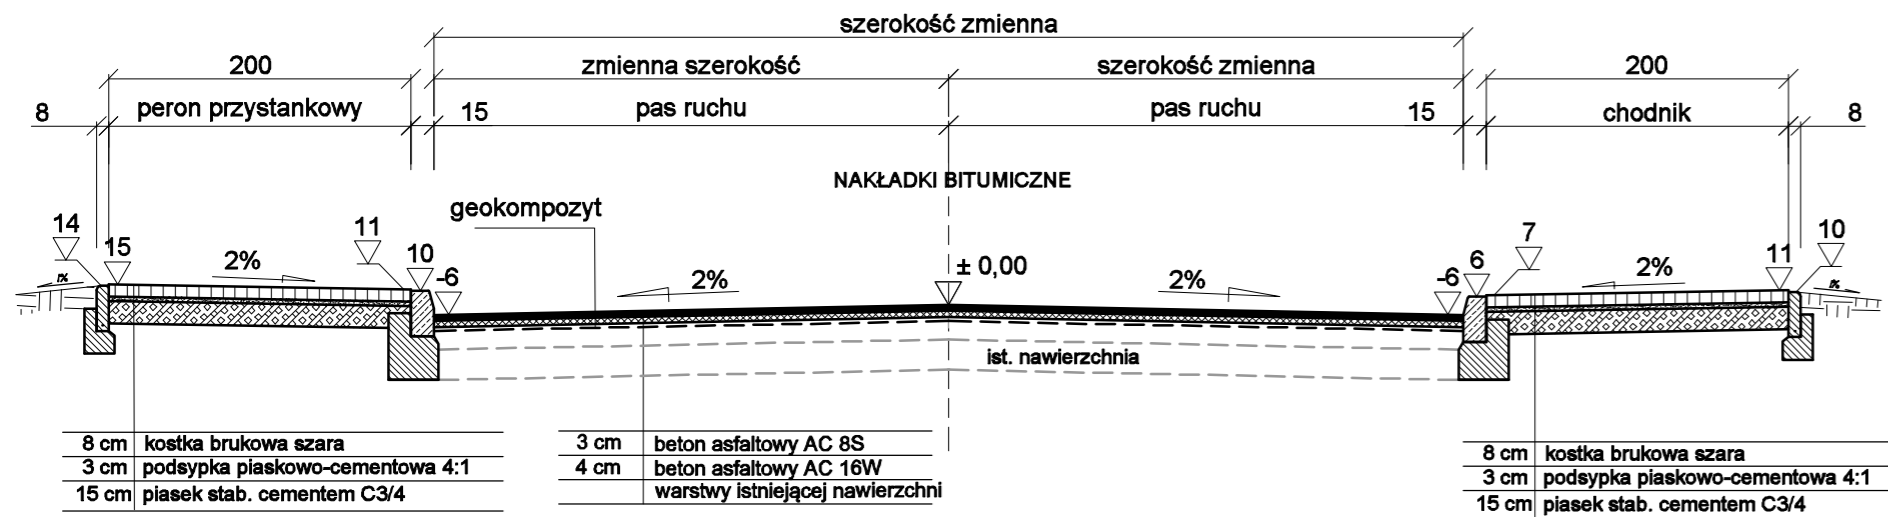 szerokość zmienna
200 zmienna szerokość szerokość zmienna 200
8 peron przystankowy 15 pas ruchu pas ruchu 15 chodnik 8
NAKŁADKI BITUMICZNE
geokompozyt
14 15 11 10 -6 ± 0,00 -6 6 7 11 10
2% 2% 2% 2%
ist. nawierzchnia
8 cm kostka brukowa szara
3 cm podsypka piaskowo-cementowa 4:1
15 cm piasek stab. cementem C3/4
3 cm beton asfaltowy AC 8S
4 cm beton asfaltowy AC 16W
warstwy istniejącej nawierzchni
8 cm kostka brukowa szara
3 cm podsypka piaskowo-cementowa 4:1
15 cm piasek stab. cementem C3/4